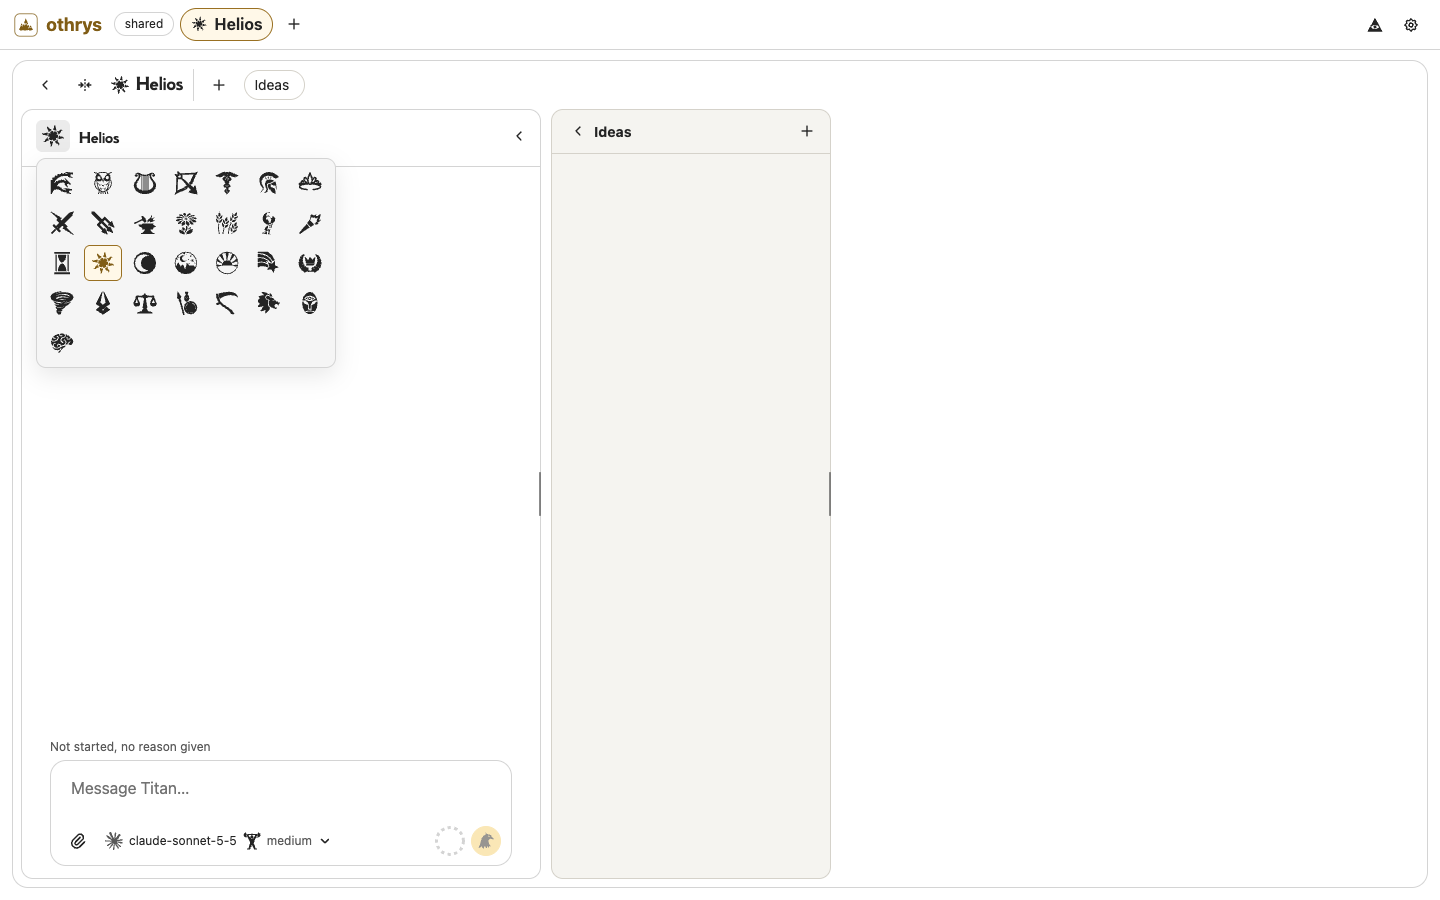 othrys
shared
Helios
Helios
Ideas
Helios
Ideas
Not started, no reason given
Message Titan...
claude-sonnet-5-5
medium